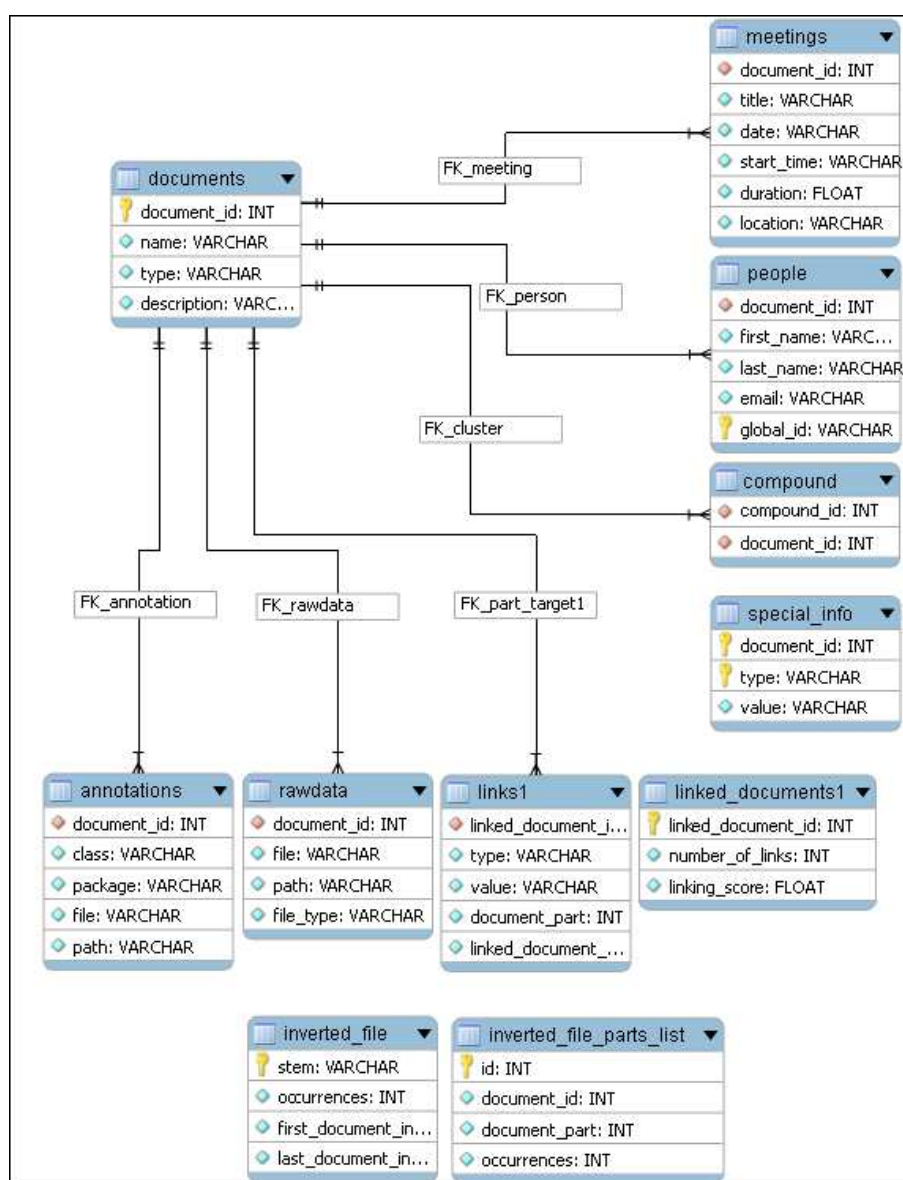 meetings
document_id: INT
title: VARCHAR
date: VARCHAR
start_time: VARCHAR
duration: FLOAT
location: VARCHAR
FK_meeting
documents
document_id: INT
name: VARCHAR
type: VARCHAR
description: VARC...
people
document_id: INT
first_name: VARC...
last_name: VARCHAR
email: VARCHAR
global_id: VARCHAR
FK_person
FK_cluster
compound
compound_id: INT
document_id: INT
FK_annotation
FK_rawdata
FK_part_target1
special_info
document_id: INT
type: VARCHAR
value: VARCHAR
annotations
document_id: INT
class: VARCHAR
package: VARCHAR
file: VARCHAR
path: VARCHAR
rawdata
document_id: INT
file: VARCHAR
path: VARCHAR
file_type: VARCHAR
links1
linked_document_i...
type: VARCHAR
value: VARCHAR
document_part: INT
linked_document_...
linked_documents1
linked_document_id: INT
number_of_links: INT
linking_score: FLOAT
inverted_file
stem: VARCHAR
occurrences: INT
first_document_in...
last_document_in...
inverted_file_parts_list
id: INT
document_id: INT
document_part: INT
occurrences: INT